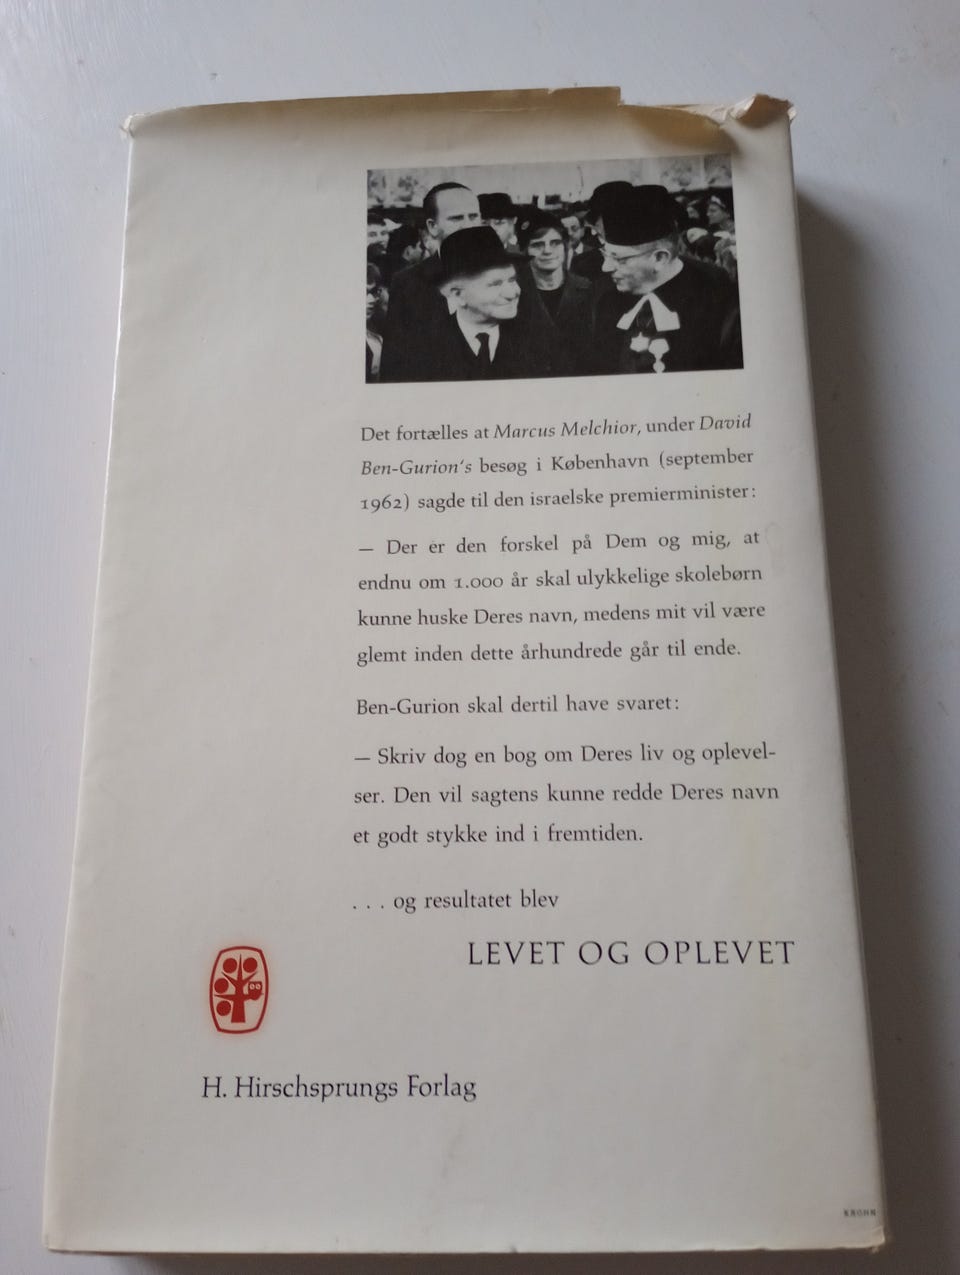 Det fortælles at Marcus Melchior, under David
Ben-Gurion's besøg i København (september
1962) sagde til den israelske premierminister:
— Der er den forskel på Dem og mig, at
endnu om 1.000 år skal ulykkelige skolebørn
kunne huske Deres navn, medens mit vil være
glemt inden dette århundrede går til ende.
Ben-Gurion skal dertil have svaret:
— Skriv dog en bog om Deres liv og oplevel-
ser. Den vil sagtens kunne redde Deres navn
et godt stykke ind i fremtiden.
. . . og resultatet blev
LEVET OG OPLEVET
H. Hirschsprungs Forlag
KROHN